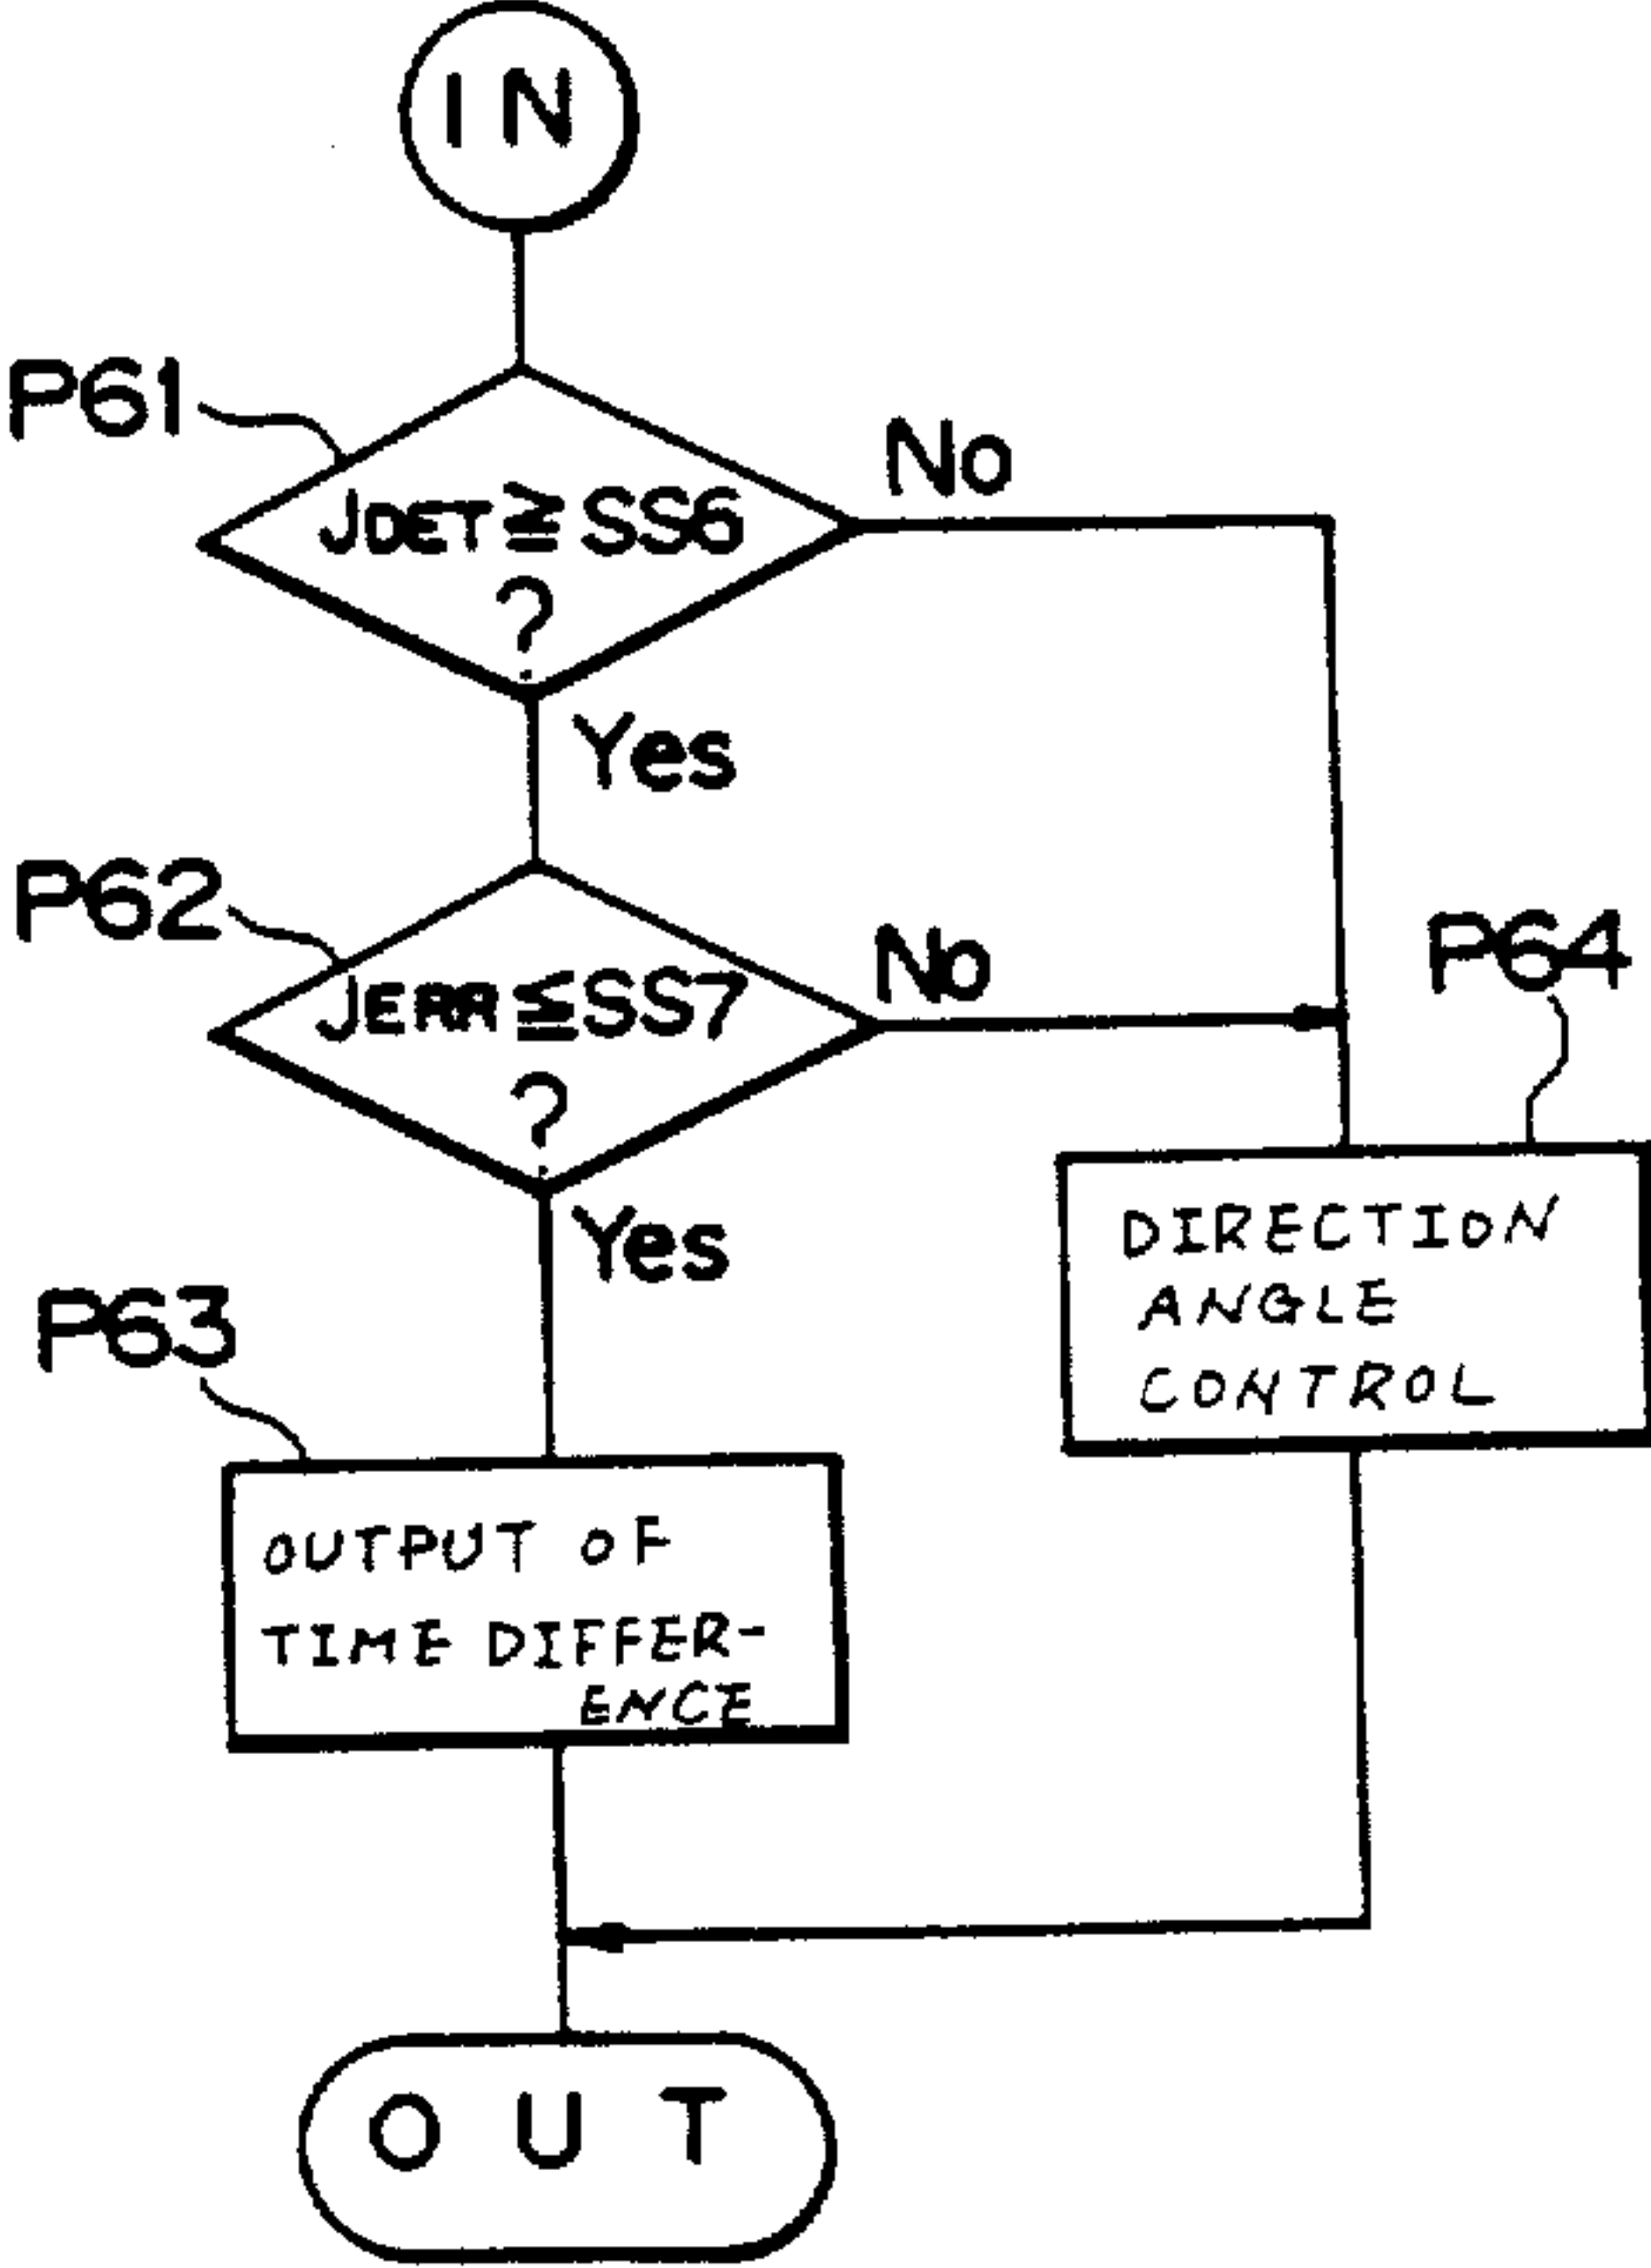 IN
P61
JDET ≧ SS6
?
No
Yes
P62
≦ SS7
?
No
Yes
P64
DIRECTION
ANGLE
CONTROL
P63
OUTPUT OF
TIME DIFFER-
ENCE
OUT